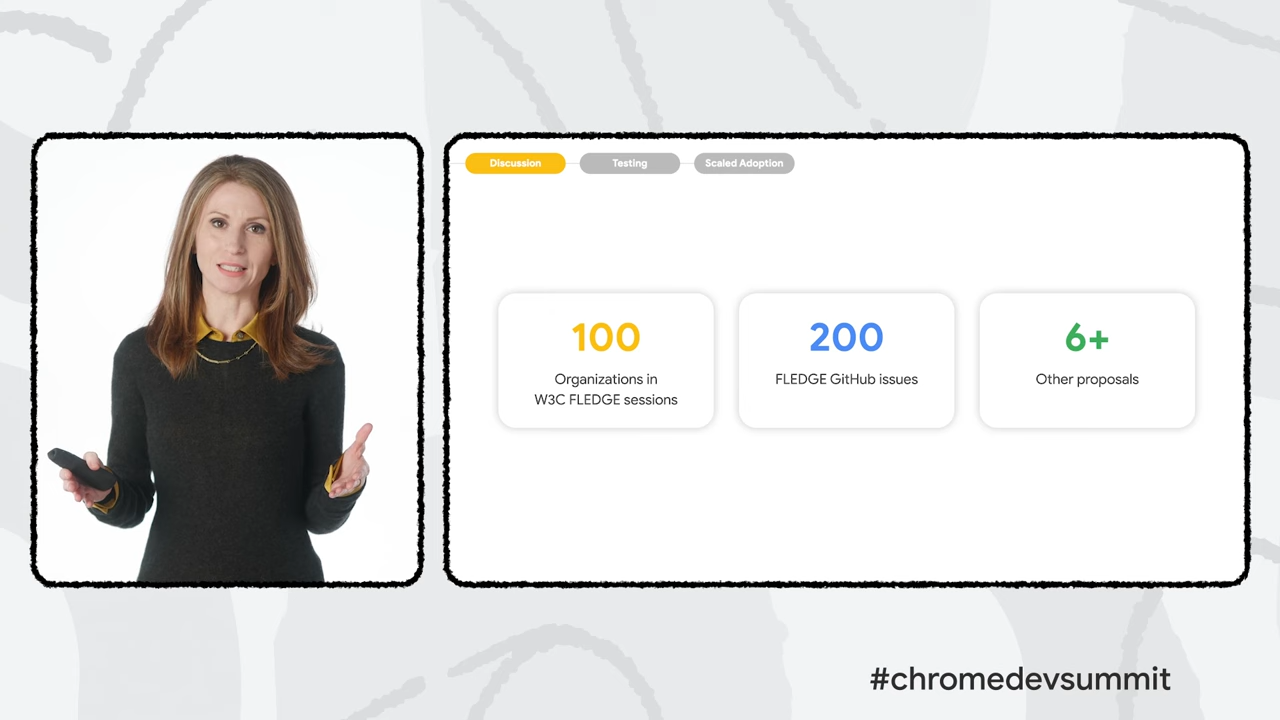 Discussion
Testing
Scaled Adoption
100
Organizations in
W3C FLEDGE sessions
200
FLEDGE GitHub issues
6+
Other proposals
#chromedevsummit